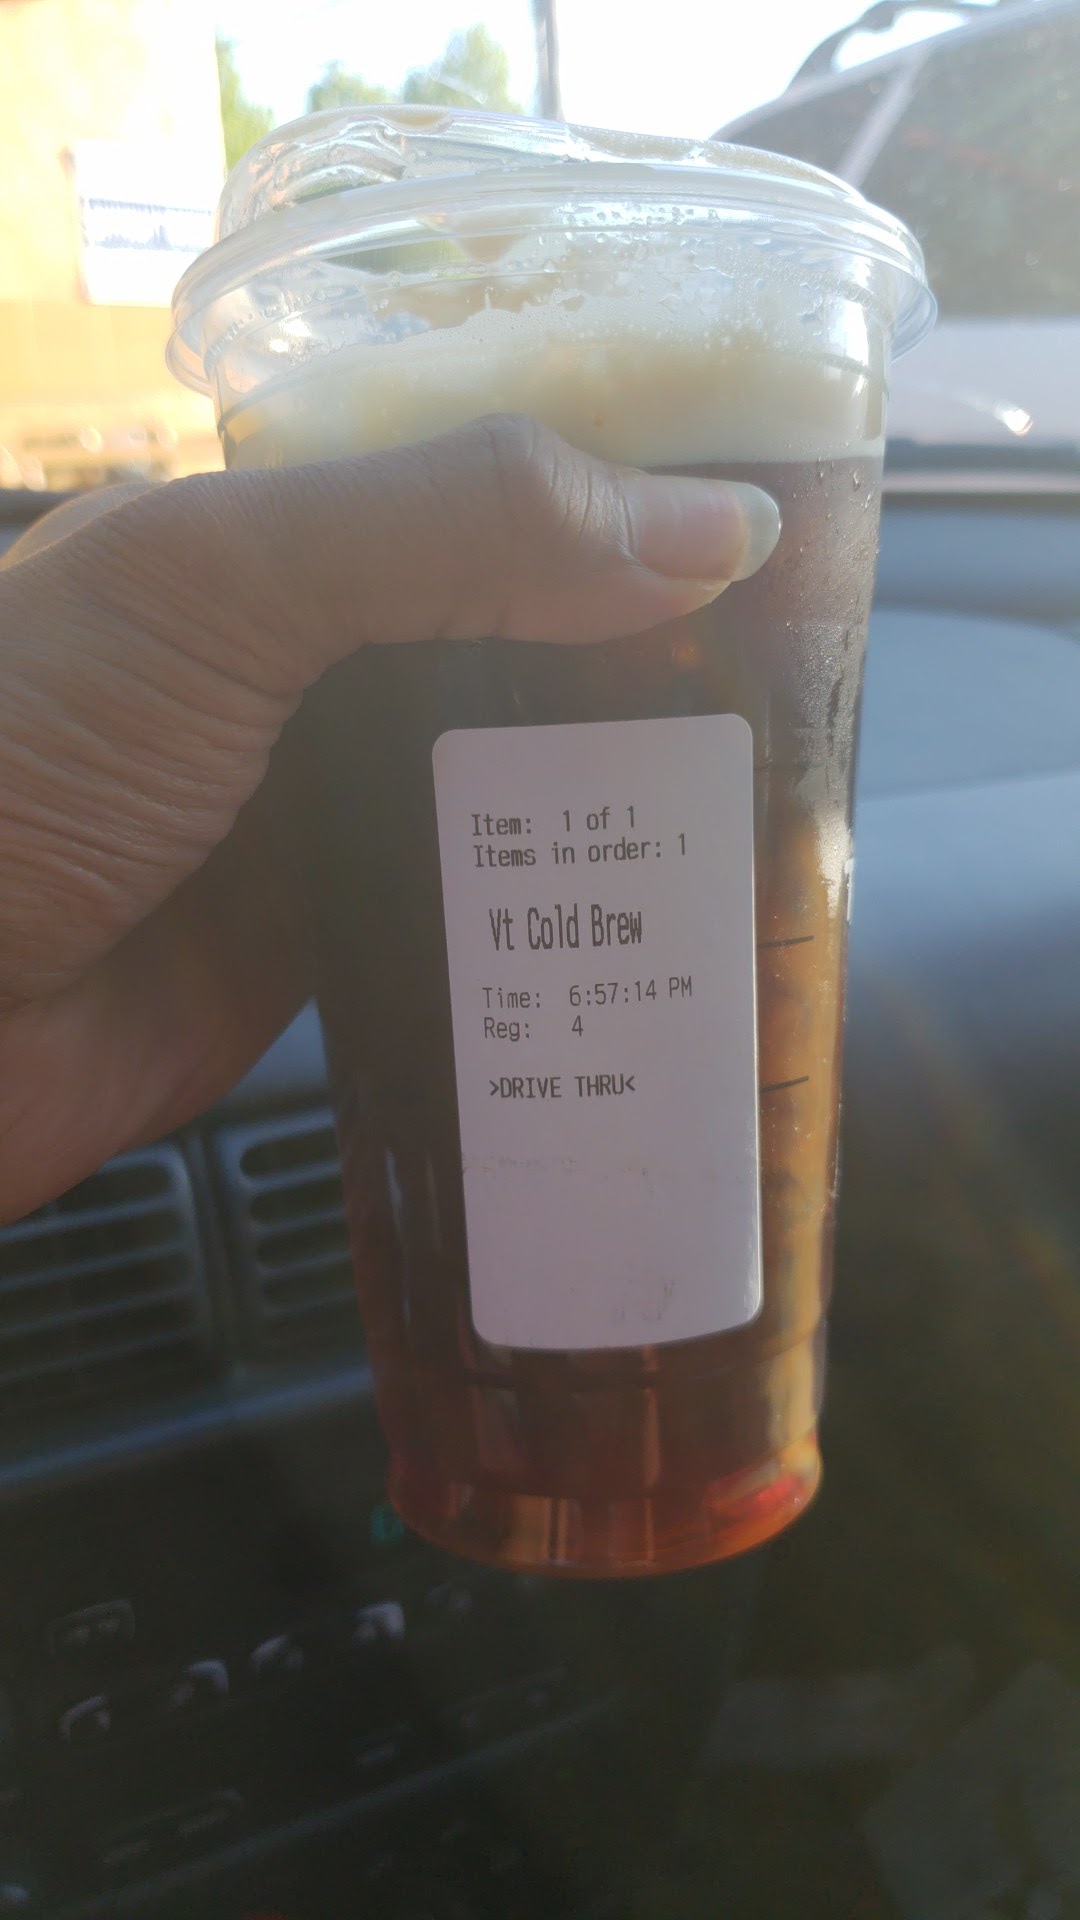 Item: 1 of 1
Items in order: 1
Vt Cold Brew
Time: 6:57:14 PM
Reg: 4
>DRIVE THRU<